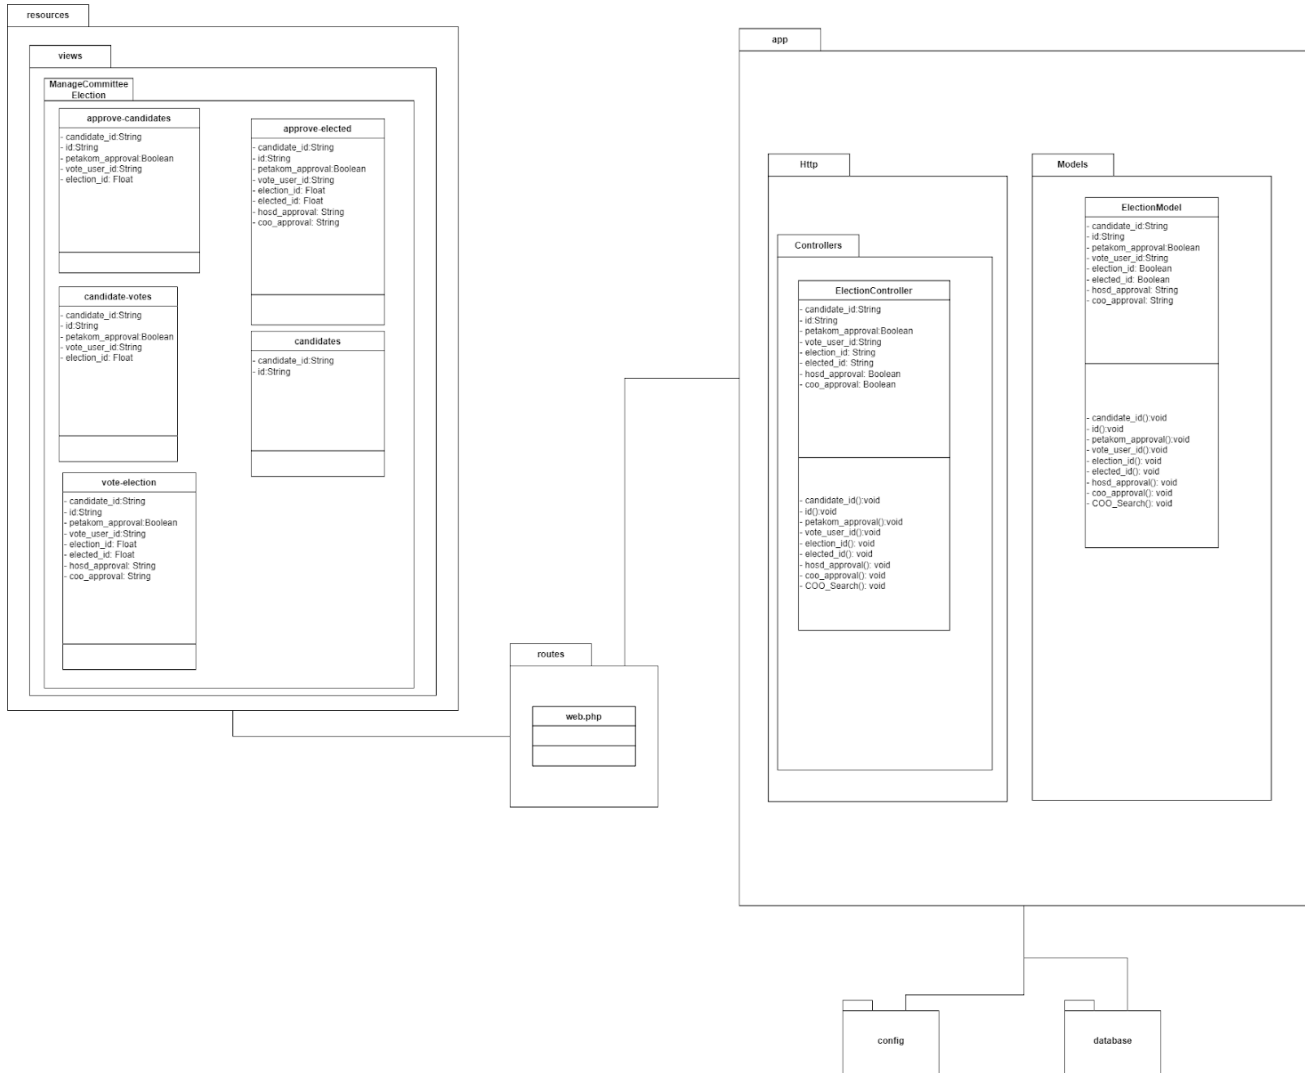 resources
views
ManageCommittee
Election
approve-candidates
- candidate_id:String
- id:String
- petakom_approval:Boolean
- vote_user_id:String
- election_id: Float
approve-elected
- candidate_id:String
- id:String
- petakom_approval:Boolean
- vote_user_id:String
- election_id: Float
- elected_id: Float
- hosd_approval: String
- coo_approval: String
candidate-votes
- candidate_id:String
- id:String
- petakom_approval:Boolean
- vote_user_id:String
- election_id: Float
candidates
- candidate_id:String
- id:String
vote-election
- candidate_id:String
- id:String
- petakom_approval:Boolean
- vote_user_id:String
- election_id: Float
- elected_id: Float
- hosd_approval: String
- coo_approval: String
routes
web.php
app
Http
Controllers
ElectionController
- candidate_id:String
- id:String
- petakom_approval:Boolean
- vote_user_id:String
- election_id: String
- elected_id: String
- hosd_approval: Boolean
- coo_approval: Boolean
- candidate_id():void
- id():void
- petakom_approval():void
- vote_user_id():void
- election_id(): void
- elected_id(): void
- hosd_approval(): void
- coo_approval(): void
- COO_Search(): void
Models
ElectionModel
- candidate_id:String
- id:String
- petakom_approval:Boolean
- vote_user_id:String
- election_id: Boolean
- elected_id: Boolean
- hosd_approval: String
- coo_approval: String
- candidate_id():void
- id():void
- petakom_approval():void
- vote_user_id():void
- election_id(): void
- elected_id(): void
- hosd_approval(): void
- coo_approval(): void
- COO_Search(): void
config
database